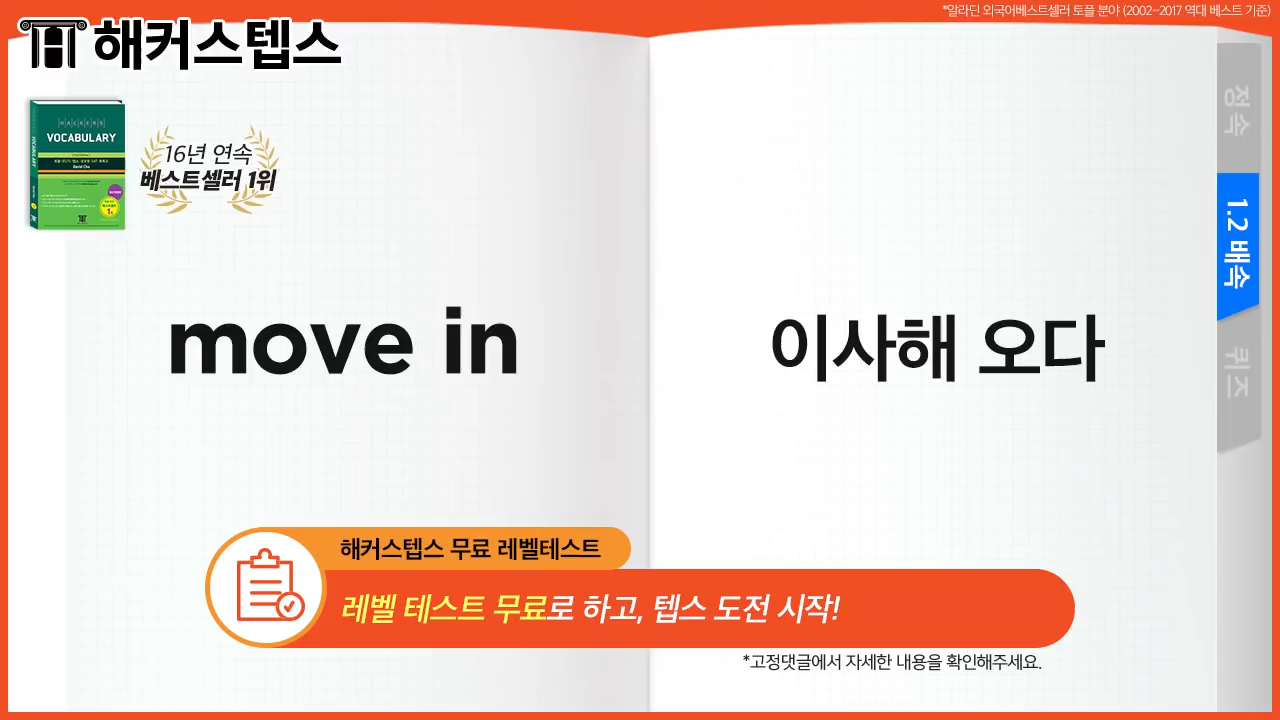 *알라딘 외국어베스트셀러 토플 분야 (2002~2017 역대 베스트 기준)
해커스텝스
HACKERS
VOCABULARY
David Cho
16년 연속
베스트셀러 1위
정속
1.2 배속
퀴즈
move in
이사해 오다
해커스텝스 무료 레벨테스트
레벨 테스트 무료로 하고, 텝스 도전 시작!
*고정댓글에서 자세한 내용을 확인해주세요.